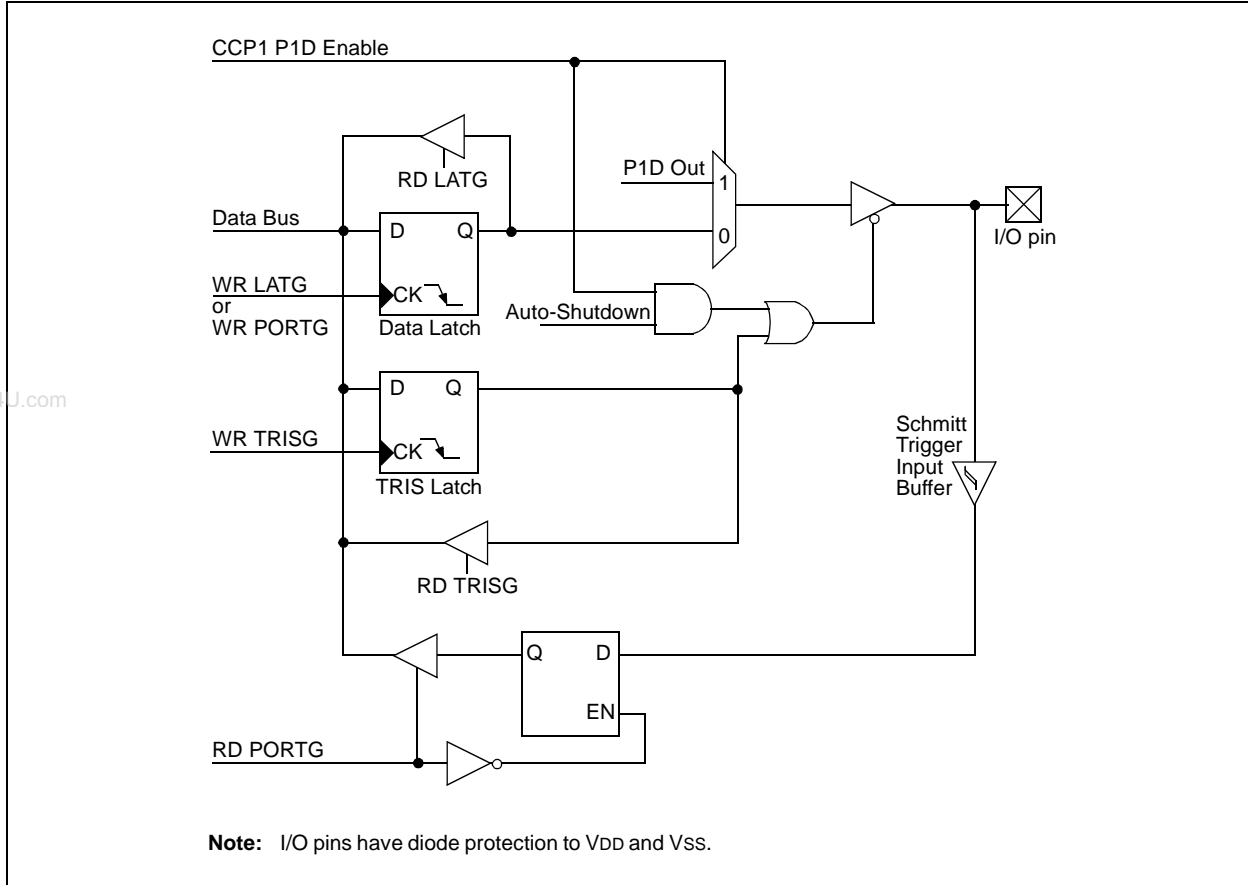 CCP1 P1D Enable
RD LATG
P1D Out
1
0
Data Bus
D Q
I/O pin
WR LATG
or
WR PORTG
CK
Data Latch
Auto-Shutdown
4U.com
D Q
WR TRISG
CK
TRIS Latch
Schmitt
Trigger
Input
Buffer
RD TRISG
Q D
EN
RD PORTG
Note: I/O pins have diode protection to VDD and VSS.